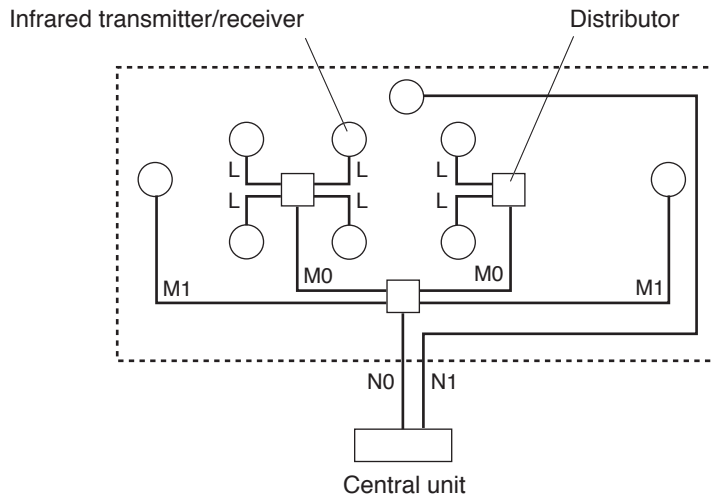 Infrared transmitter/receiver
Distributor
L L L
L L L
M0 M0
M1 M1
N0 N1
Central unit